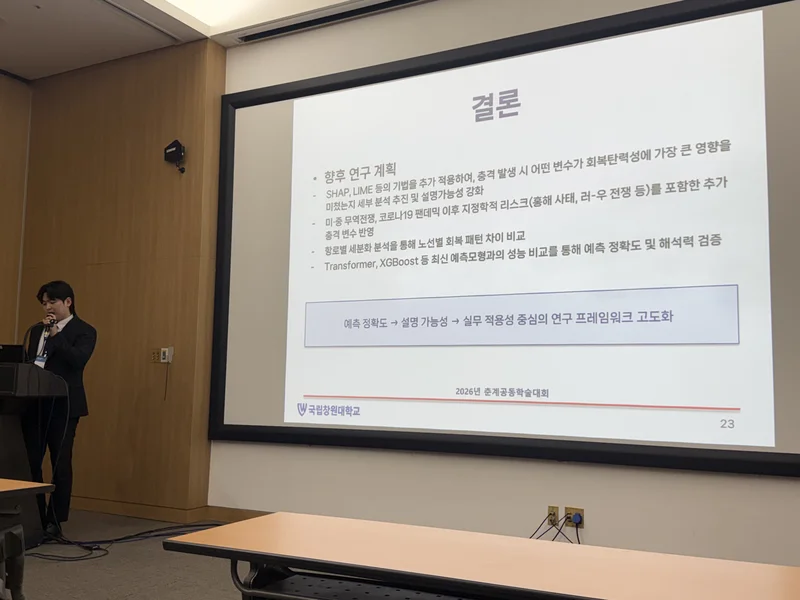 결론
• 향후 연구 계획
- SHAP, LIME 등의 기법을 추가 적용하여, 충격 발생 시 어떤 변수가 회복탄력성에 가장 큰 영향을
미쳤는지 세부 분석 추진 및 설명가능성 강화
- 미·중 무역전쟁, 코로나19 팬데믹 이후 지정학적 리스크(홍해 사태, 러-우 전쟁 등)를 포함한 추가
충격 변수 반영
- 항로별 세분화 분석을 통해 노선별 회복 패턴 차이 비교
- Transformer, XGBoost 등 최신 예측모형과의 성능 비교를 통해 예측 정확도 및 해석력 검증
예측 정확도 → 설명 가능성 → 실무 적용성 중심의 연구 프레임워크 고도화
2026년 춘계공동학술대회
국립창원대학교
23